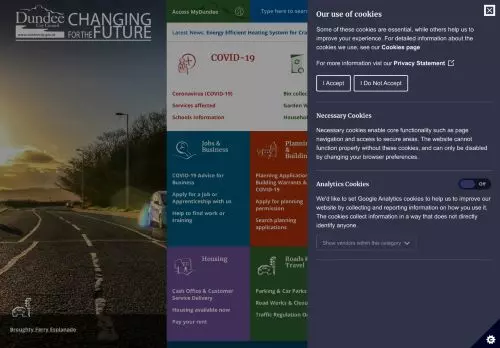 Dundee
City Council
www.dundeecity.gov.uk
CHANGING
FOR THE FUTURE
Broughty Ferry Esplanade
Access MyDundee
Type here to search
Latest News: Energy Efficient Heating System for Cra
COVID-19
Coronavirus (COVID-19)
Services affected
Schools Information
Bin collec
Garden W
Househol
Jobs &
Business
COVID-19 Advice for
Business
Apply for a Job or
Apprenticeship with us
Help to find work or
training
Planning
& Building
Planning Application
Building Warrants &
COVID-19
Apply for planning
permission
Search planning
applications
Housing
Cash Office & Customer
Service Delivery
Housing available now
Pay your rent
Roads &
Travel
Parking & Car Parks
Road Works & Closu
Traffic Regulation O
Our use of cookies
Some of these cookies are essential, while others help us to
improve your experience. For detailed information about the
cookies we use, see our Cookies page
For more information visit our Privacy Statement
I Accept
I Do Not Accept
Necessary Cookies
Necessary cookies enable core functionality such as page
navigation and access to secure areas. The website cannot
function properly without these cookies, and can only be disabled
by changing your browser preferences.
Analytics Cookies
Off
We'd like to set Google Analytics cookies to help us to improve our
website by collecting and reporting information on how you use it.
The cookies collect information in a way that does not directly
identify anyone.
Show vendors within this category